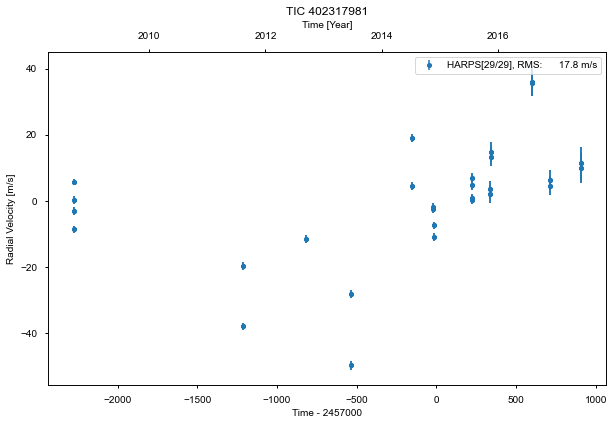 TIC 402317981
Time [Year]
2010 2012 2014 2016
HARPS[29/29], RMS: 17.8 m/s
40
20
0
−20
−40
Radial Velocity [m/s]
−2000 −1500 −1000 −500 0 500 1000
Time - 2457000